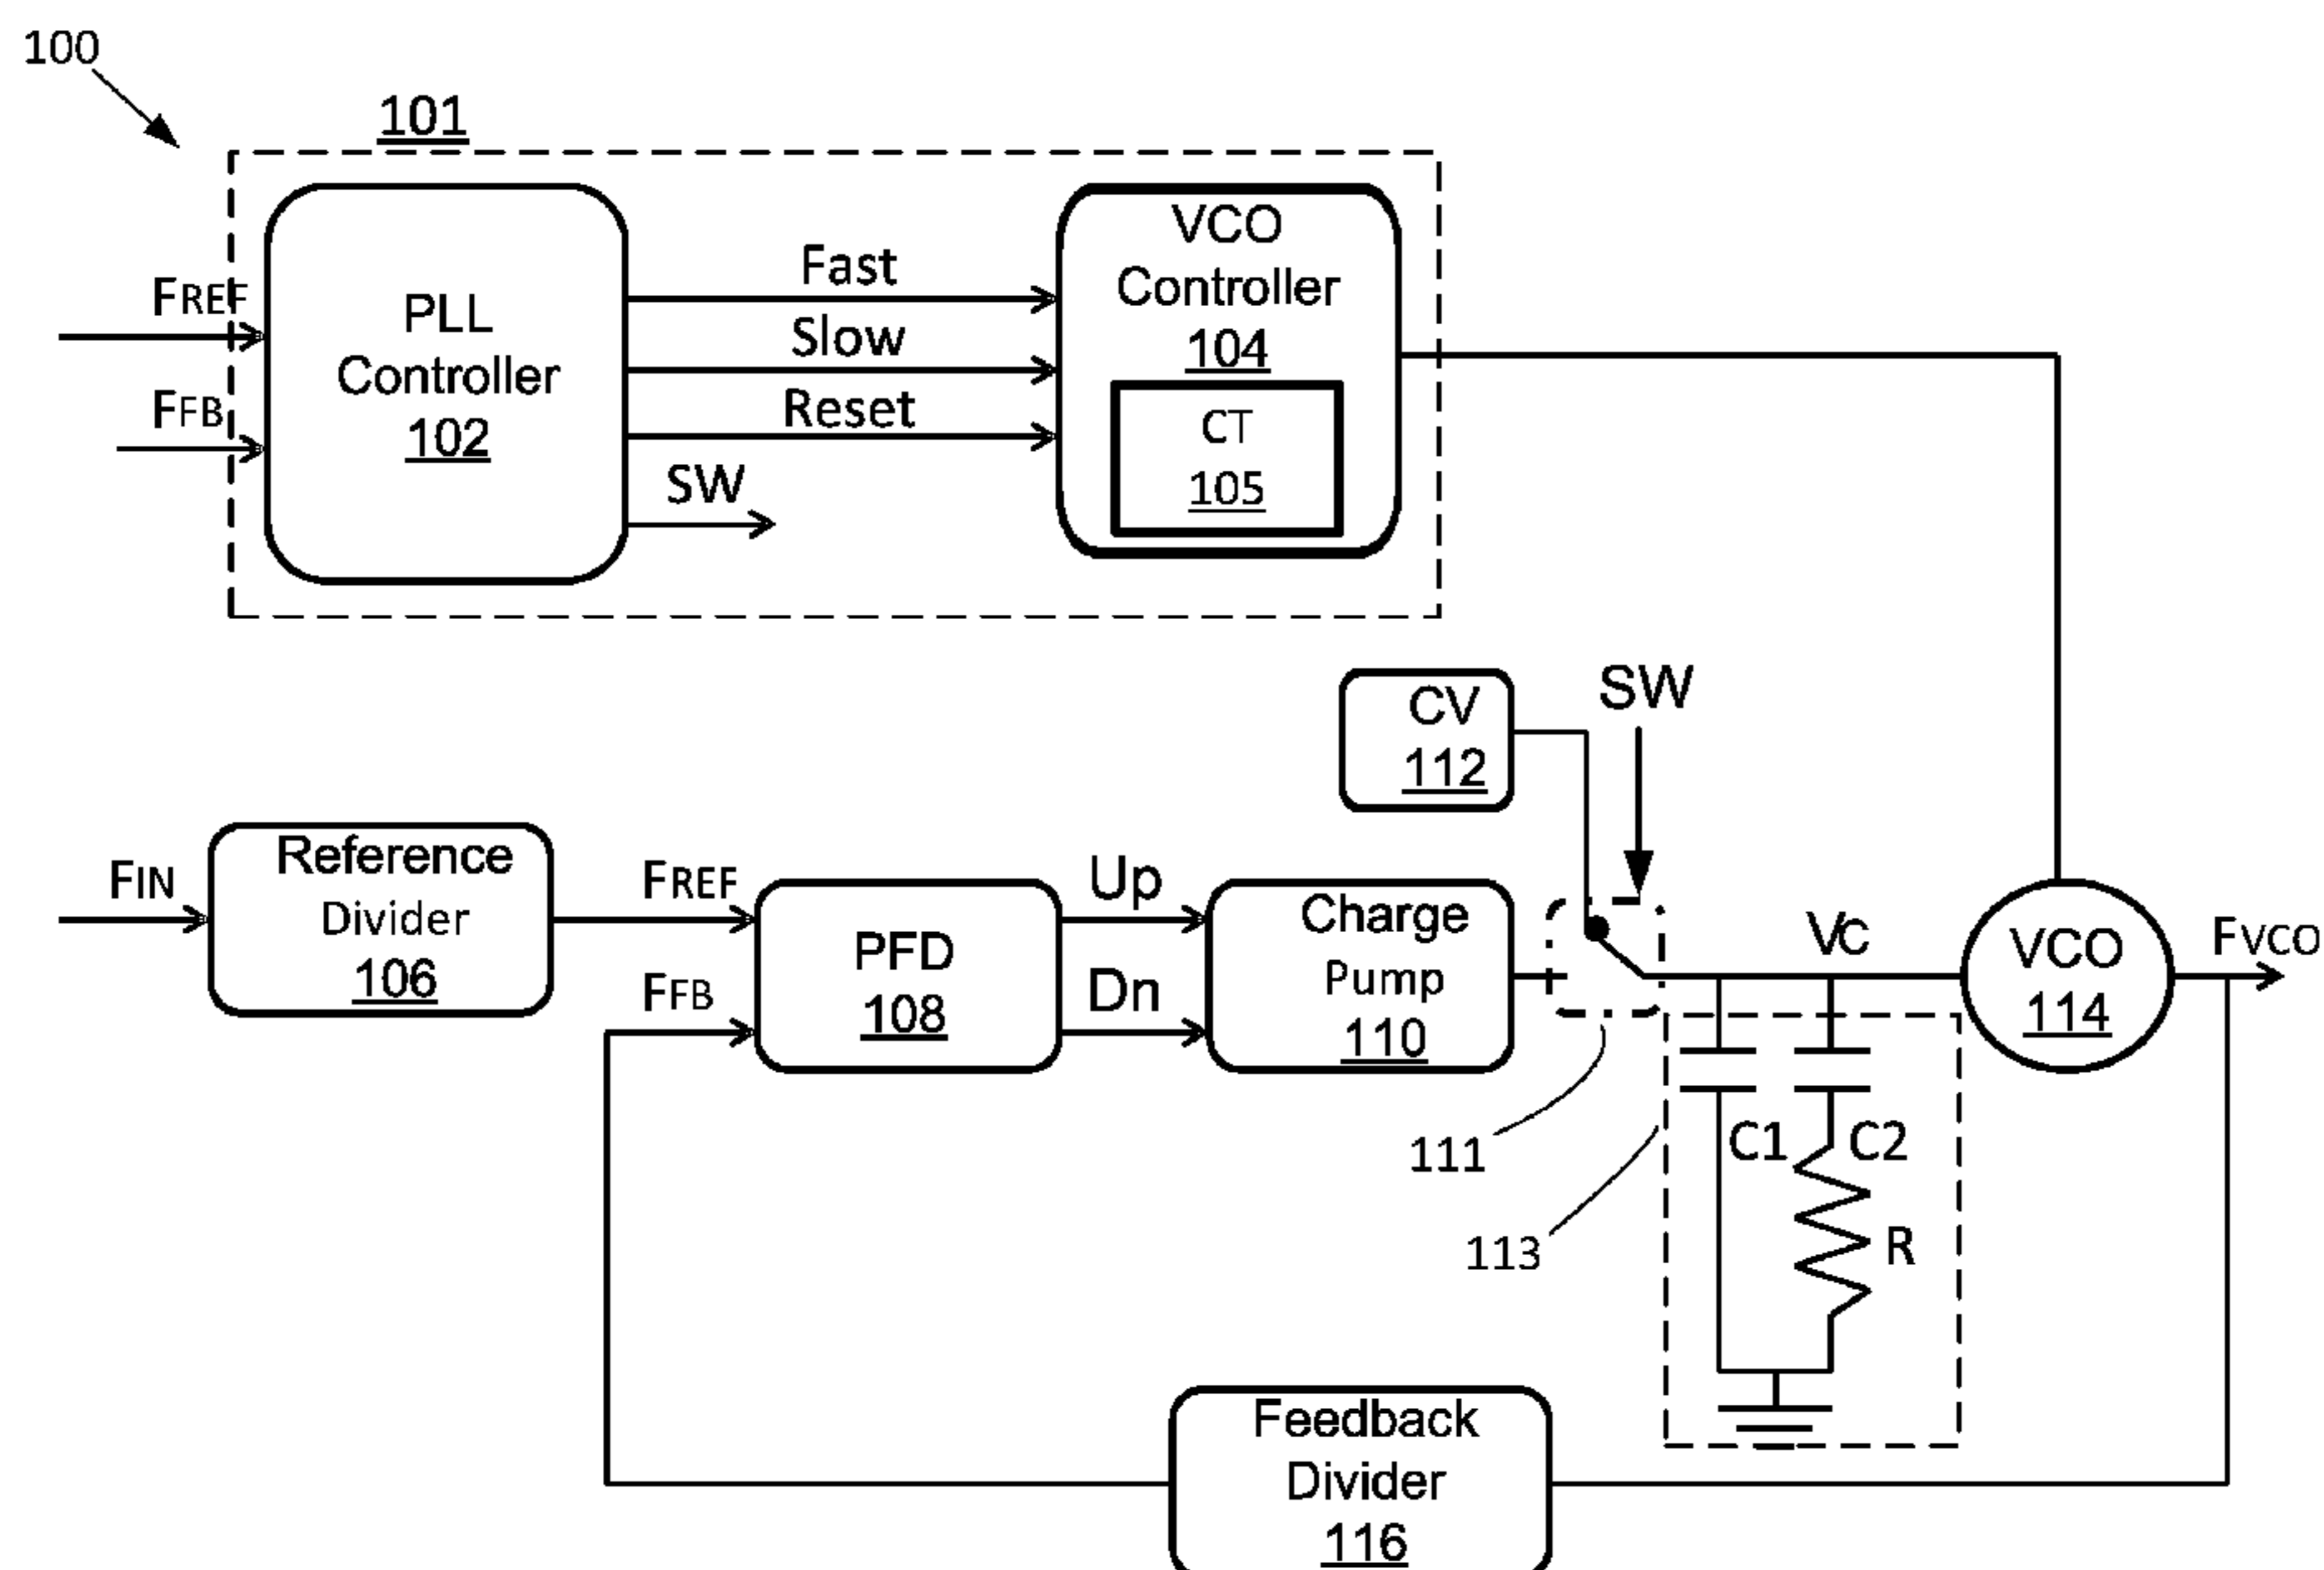 100
101
FREF
FFB
PLL
Controller
102
Fast
Slow
Reset
SW
VCO
Controller
104
CT
105
CV
112
SW
FIN
Reference
Divider
106
FREF
FFB
PFD
108
Up
Dn
Charge
Pump
110
111
113
VC
VCO
114
FVCO
C1
C2
R
Feedback
Divider
116